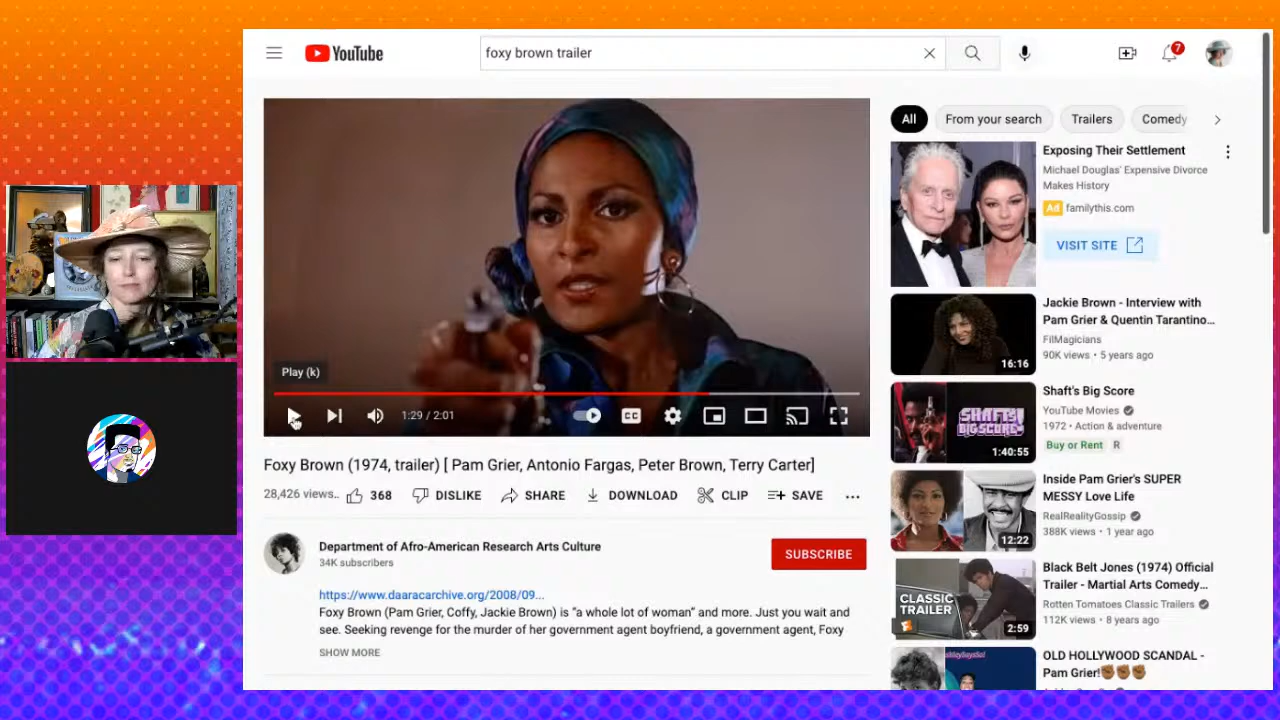 YouTube
foxy brown trailer
7
Play (k)
1:29 / 2:01
CC
Foxy Brown (1974, trailer) [ Pam Grier, Antonio Fargas, Peter Brown, Terry Carter]
28,426 views..
368
DISLIKE
SHARE
DOWNLOAD
CLIP
SAVE
Department of Afro-American Research Arts Culture
34K subscribers
SUBSCRIBE
https://www.daaracarchive.org/2008/09...
Foxy Brown (Pam Grier, Coffy, Jackie Brown) is “a whole lot of woman” and more. Just you wait and
see. Seeking revenge for the murder of her government agent boyfriend, a government agent, Foxy
SHOW MORE
All
From your search
Trailers
Comedy
Exposing Their Settlement
Michael Douglas' Expensive Divorce
Makes History
Ad familythis.com
VISIT SITE
16:16
Jackie Brown - Interview with
Pam Grier & Quentin Tarantino...
FilMagicians
90K views • 5 years ago
SHAFT'S
BIG SCORE!
1:40:55
Shaft's Big Score
YouTube Movies
1972 • Action & adventure
Buy or Rent R
12:22
Inside Pam Grier's SUPER
MESSY Love Life
RealRealityGossip
388K views • 1 year ago
CLASSIC
TRAILER
2:59
Black Belt Jones (1974) Official
Trailer - Martial Arts Comedy...
Rotten Tomatoes Classic Trailers
112K views • 8 years ago
OLD HOLLYWOOD SCANDAL -
Pam Grier!✊🏾✊🏾✊🏾